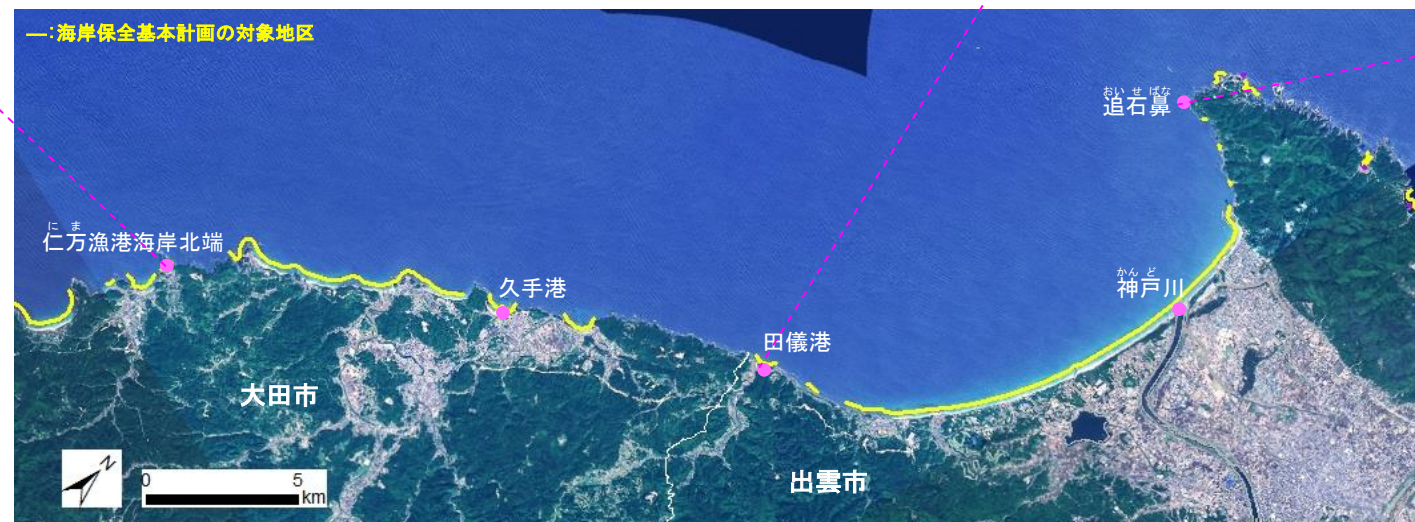 ―:海岸保全基本計画の対象地区
おい せ ばな
追石鼻
に ま
仁万漁港海岸北端
久手港
かん ど
神戸川
田儀港
大田市
出雲市
N
0 5
km